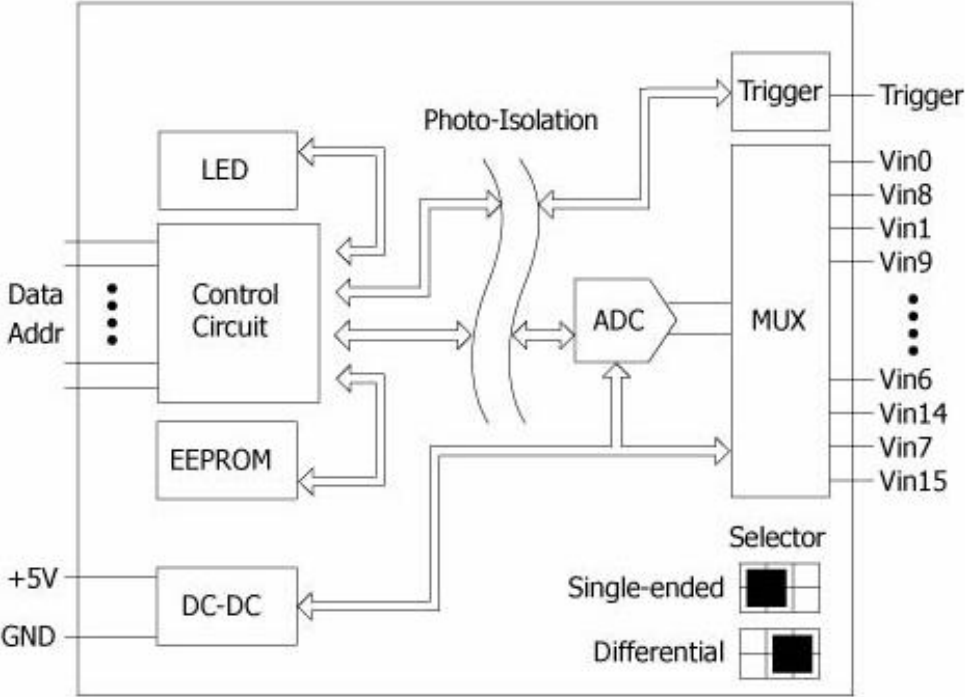 Trigger
Trigger
Photo-Isolation
LED
Vin0
Vin8
Vin1
Vin9
Data
Addr
Control
Circuit
ADC
MUX
Vin6
Vin14
Vin7
Vin15
EEPROM
Selector
+5V
GND
DC-DC
Single-ended
Differential